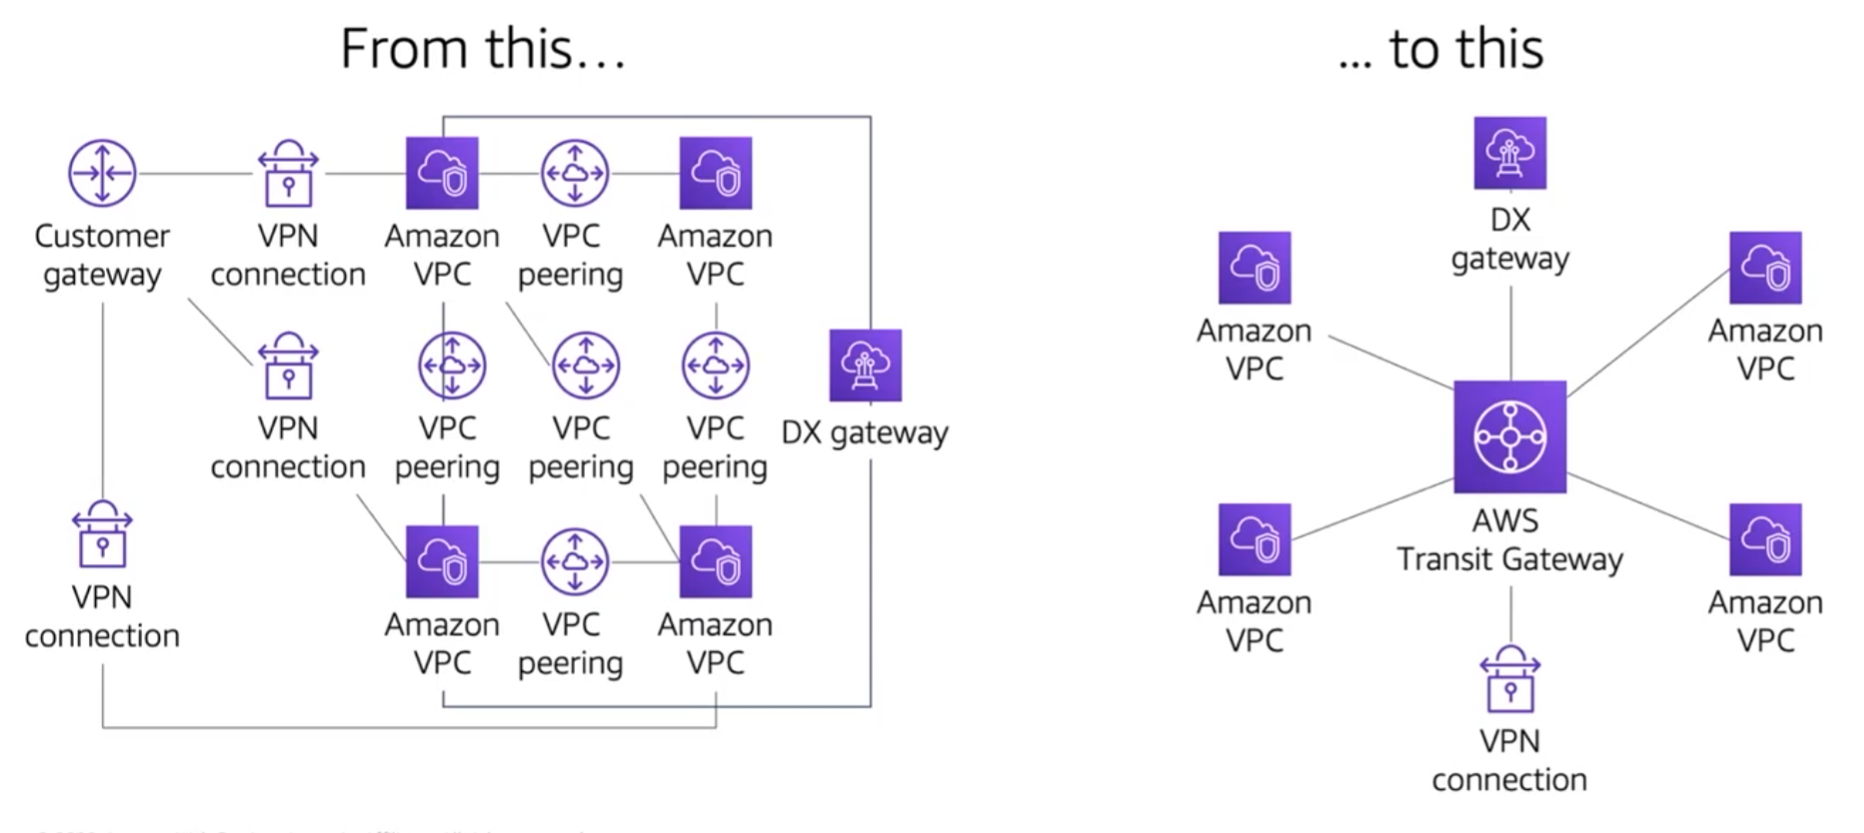 From this...
... to this
Customer
gateway
VPN
connection
Amazon
VPC
VPC
peering
Amazon
VPC
VPN
connection
VPC
peering
VPC
peering
VPC
peering
DX gateway
VPN
connection
Amazon
VPC
VPC
peering
Amazon
VPC
DX
gateway
Amazon
VPC
Amazon
VPC
AWS
Transit Gateway
Amazon
VPC
Amazon
VPC
VPN
connection